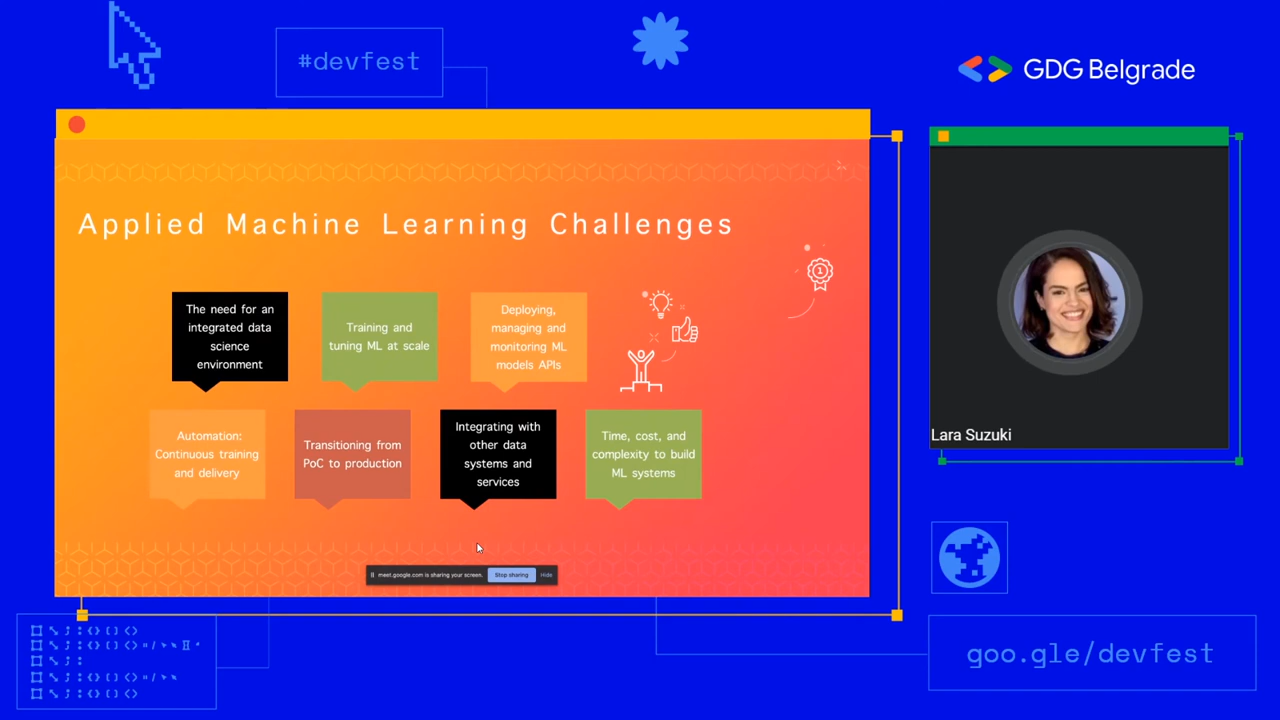 #devfest
GDG Belgrade
Applied Machine Learning Challenges
The need for an
integrated data
science
environment
Training and
tuning ML at scale
Deploying,
managing and
monitoring ML
models APIs
1
Automation:
Continuous training
and delivery
Transitioning from
PoC to production
Integrating with
other data
systems and
services
Time, cost, and
complexity to build
ML systems
meet.google.com is sharing your screen.
Stop sharing
Hide
Lara Suzuki
goo.gle/devfest